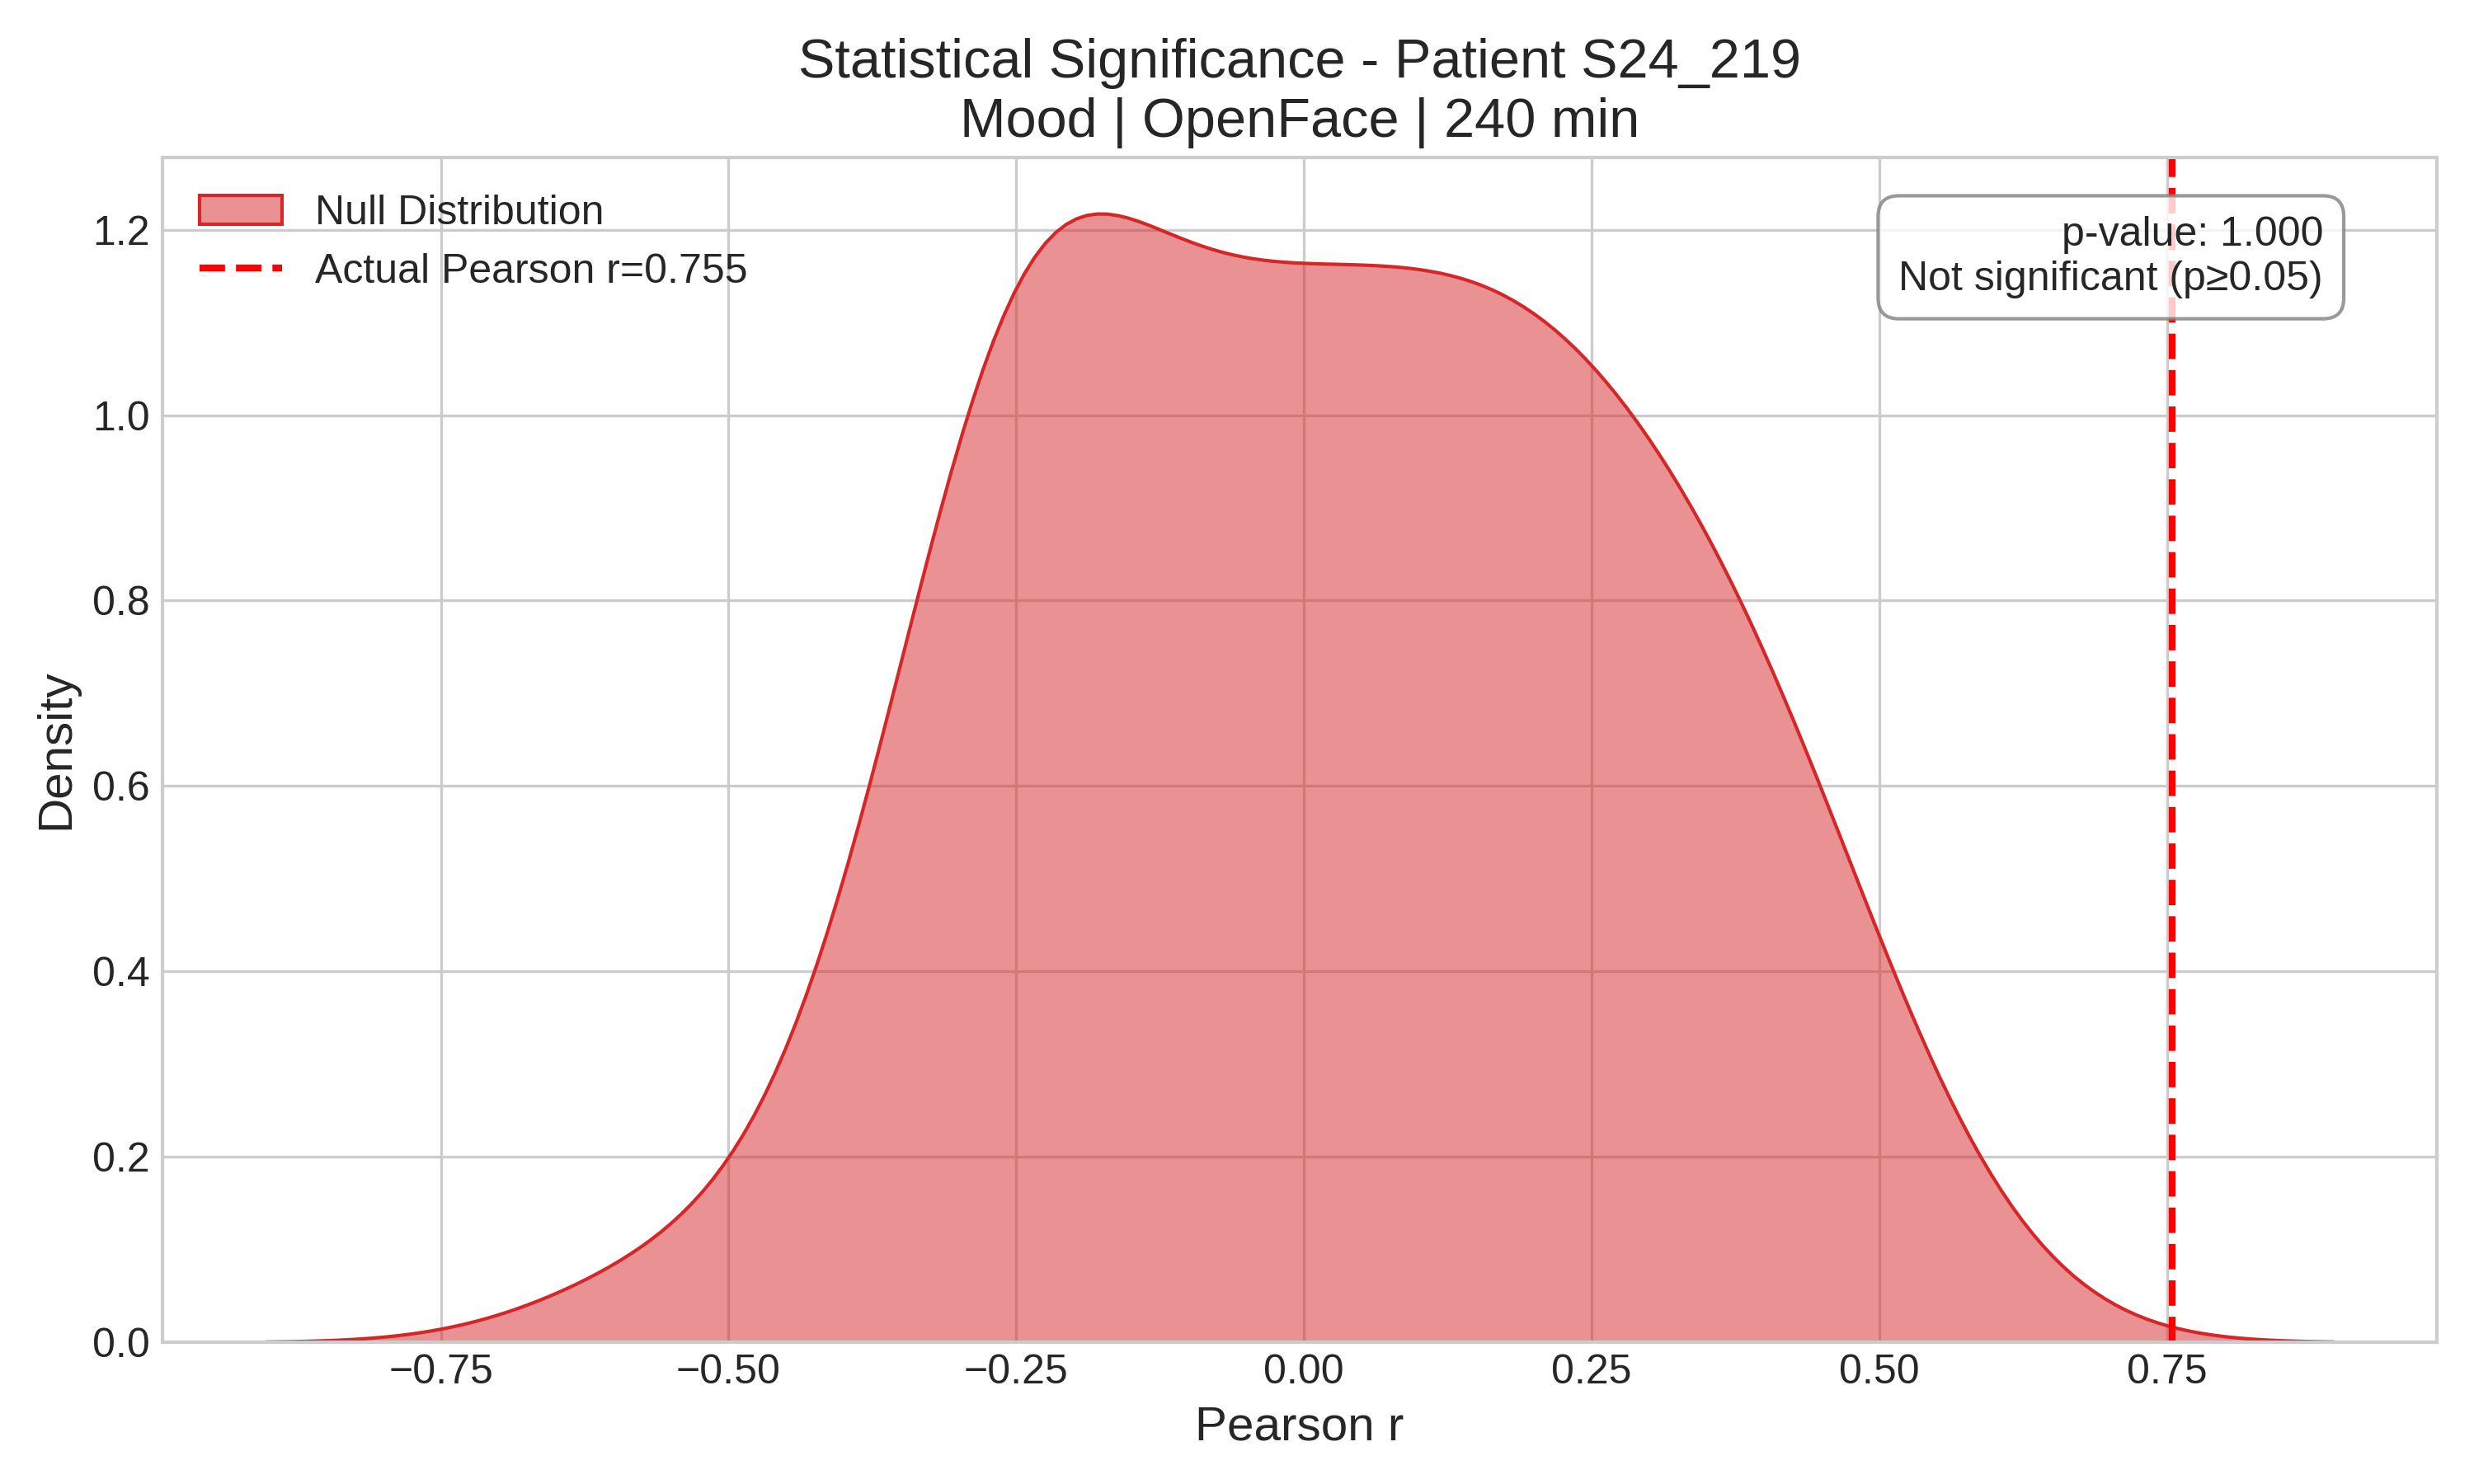 Statistical Significance - Patient S24_219
Mood | OpenFace | 240 min
Null Distribution
Actual Pearson r=0.755
p-value: 1.000
Not significant (p≥0.05)
Density
1.2
1.0
0.8
0.6
0.4
0.2
0.0
−0.75 −0.50 −0.25 0.00 0.25 0.50 0.75
Pearson r